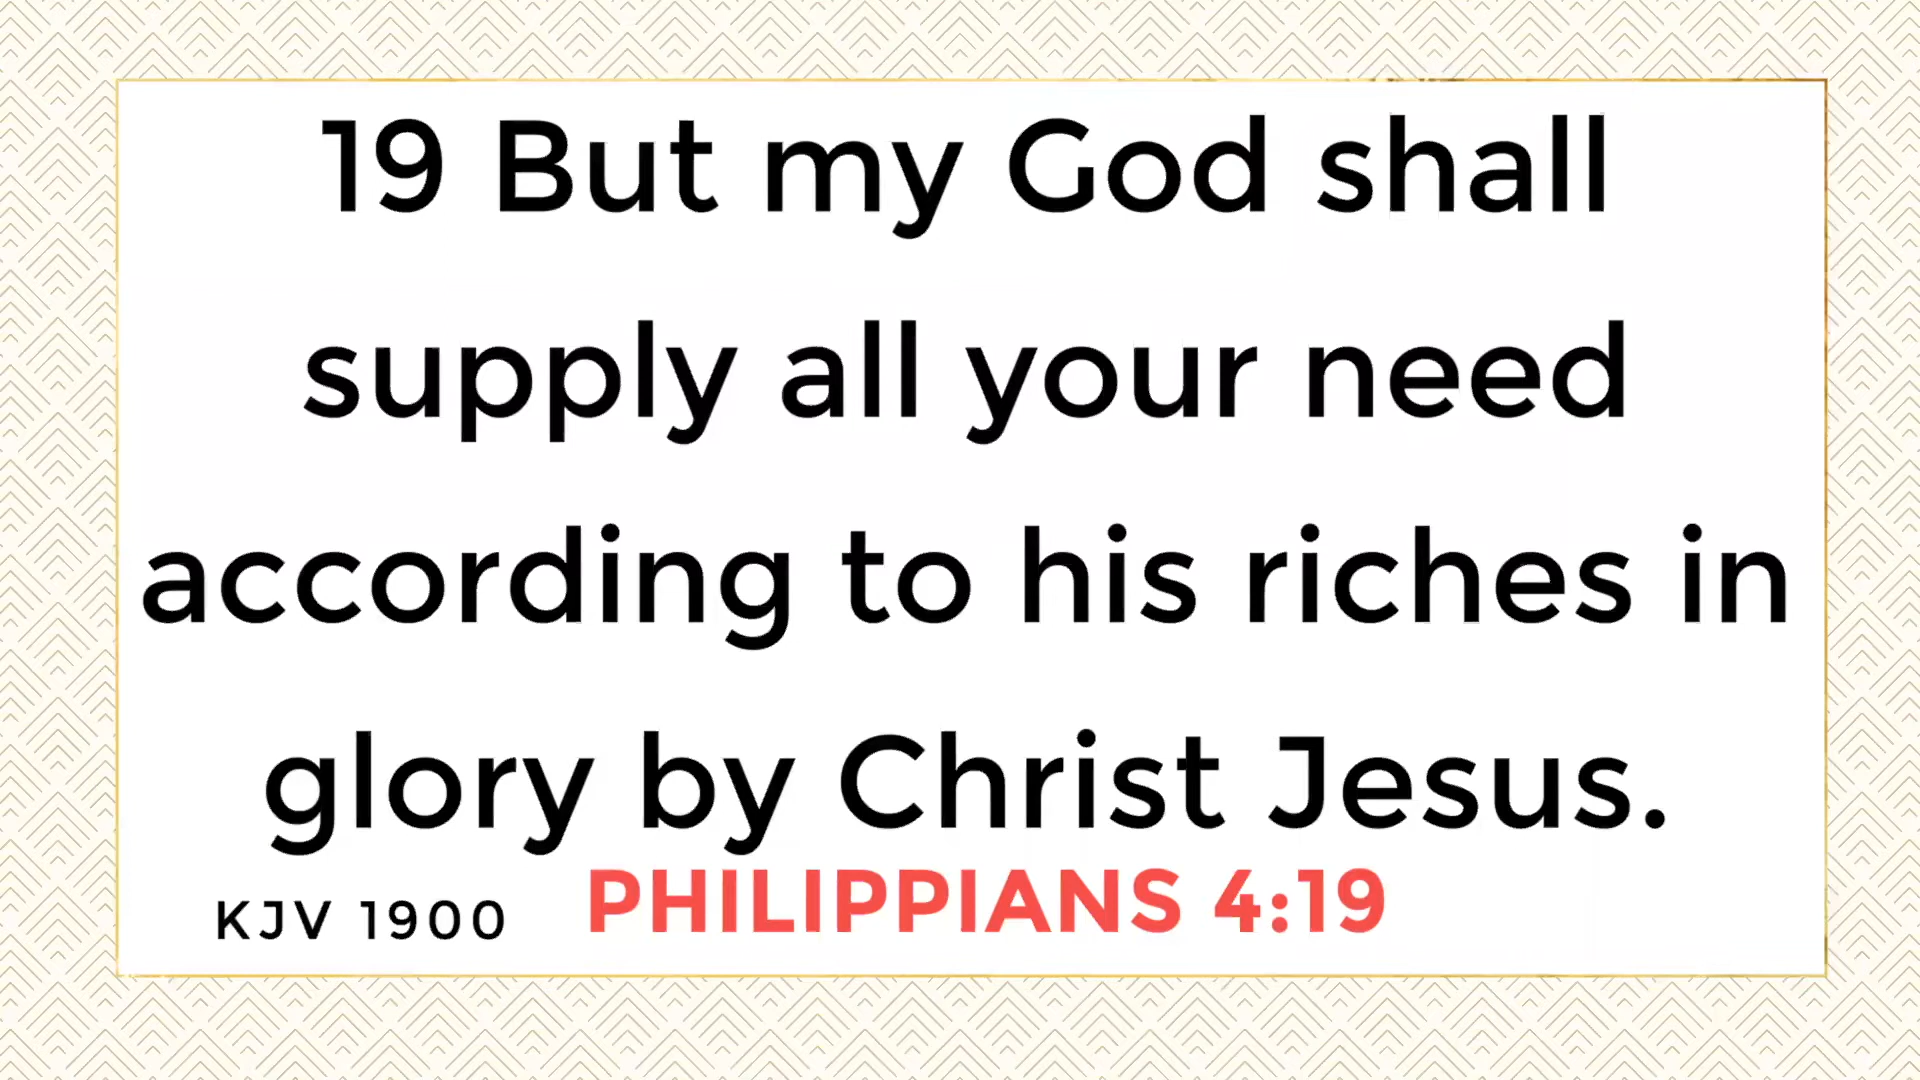 19 But my God shall
supply all your need
according to his riches in
glory by Christ Jesus.
KJV 1900 PHILIPPIANS 4:19